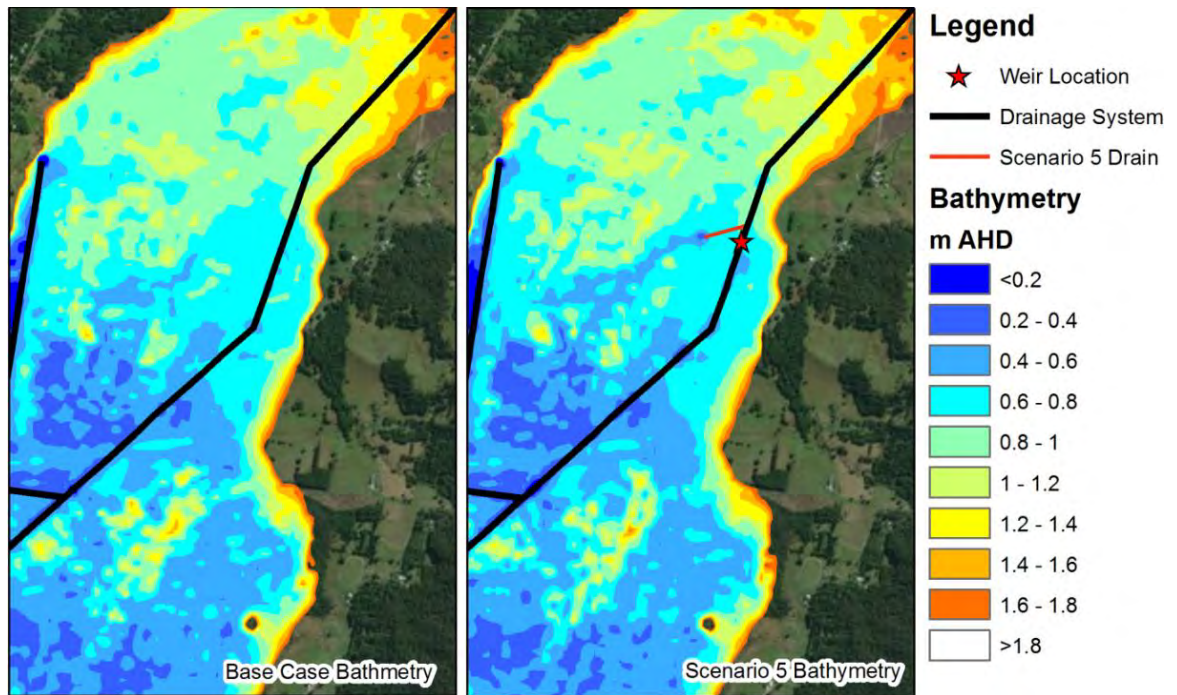 Base Case Bathmetry
Scenario 5 Bathymetry
Legend
Weir Location
Drainage System
Scenario 5 Drain
Bathymetry
m AHD
<0.2
0.2 - 0.4
0.4 - 0.6
0.6 - 0.8
0.8 - 1
1 - 1.2
1.2 - 1.4
1.4 - 1.6
1.6 - 1.8
>1.8